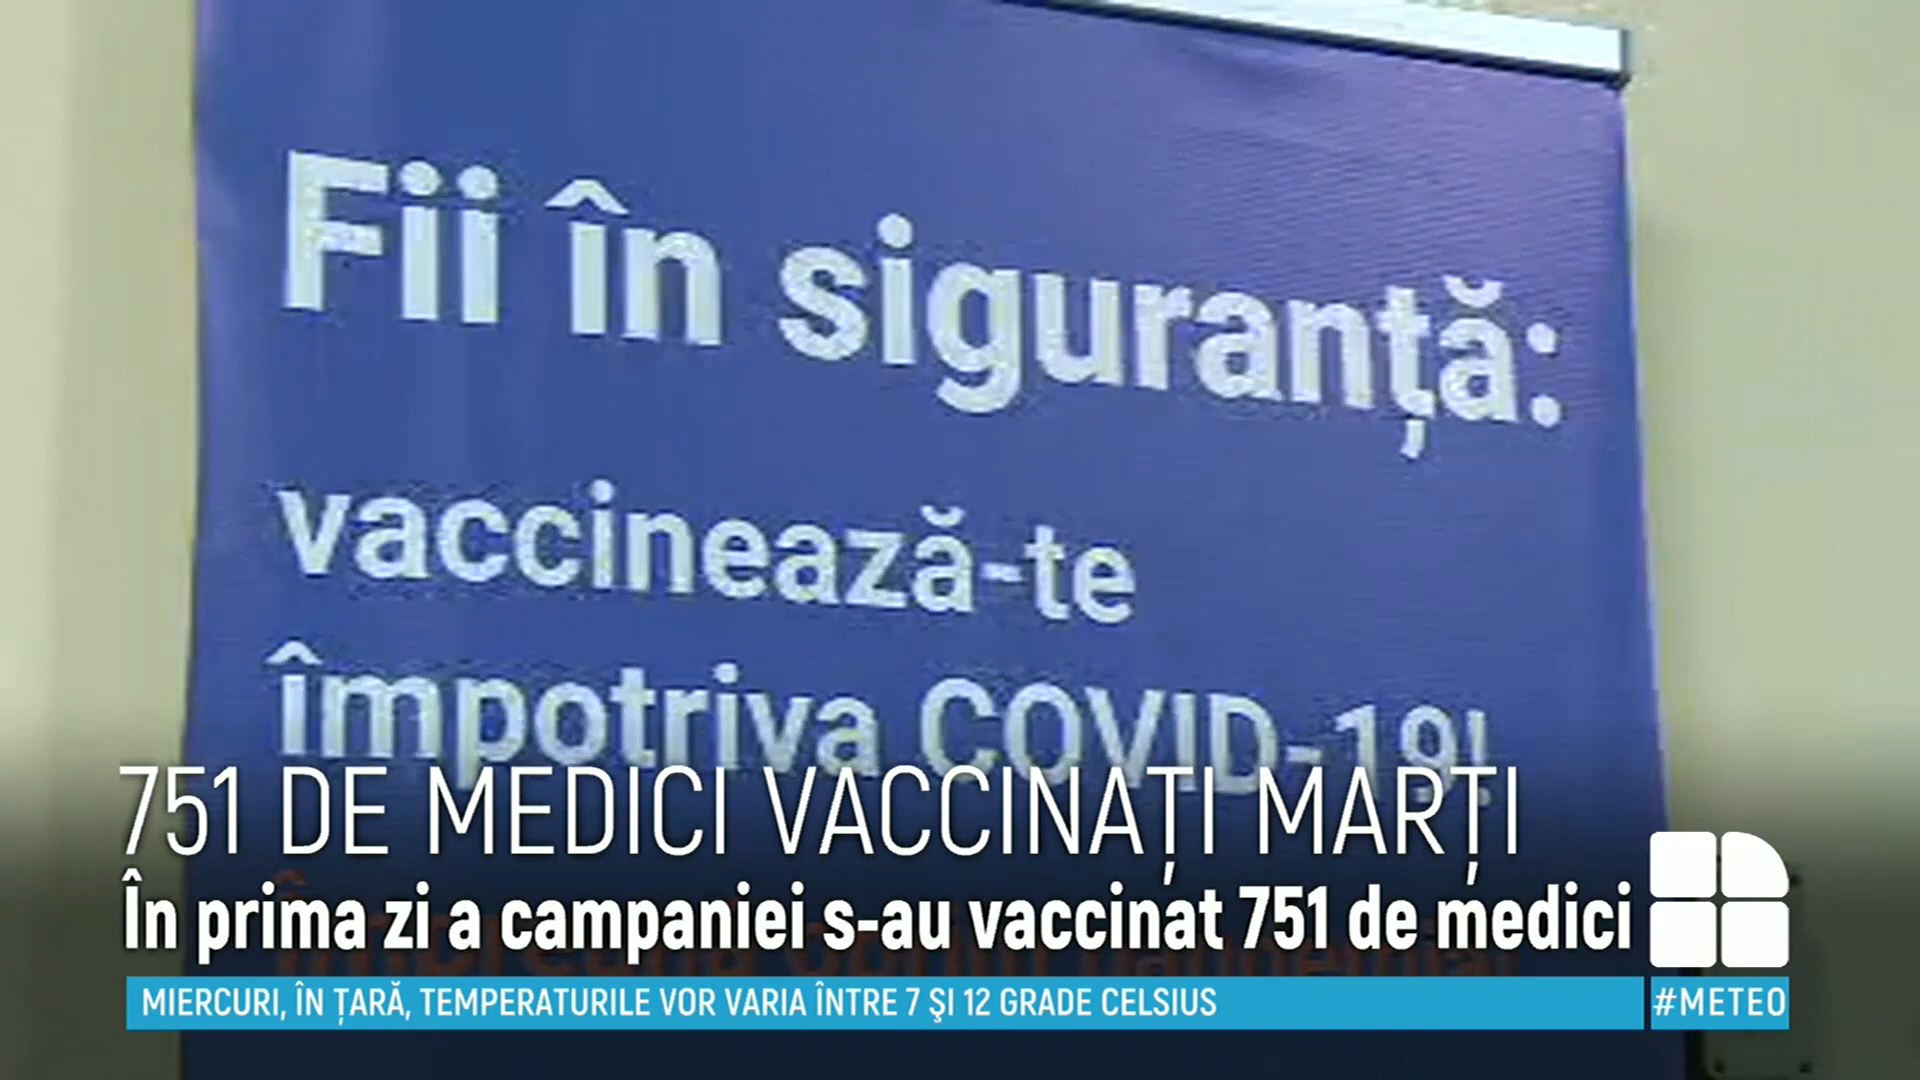 Fii în siguranță:
vaccinează-te
împotriva COVID-19!
751 DE MEDICI VACCINAȚI MARȚI
În prima zi a campaniei s-au vaccinat 751 de medici
MIERCURI, ÎN ȚARĂ, TEMPERATURILE VOR VARIA ÎNTRE 7 ŞI 12 GRADE CELSIUS
#METEO